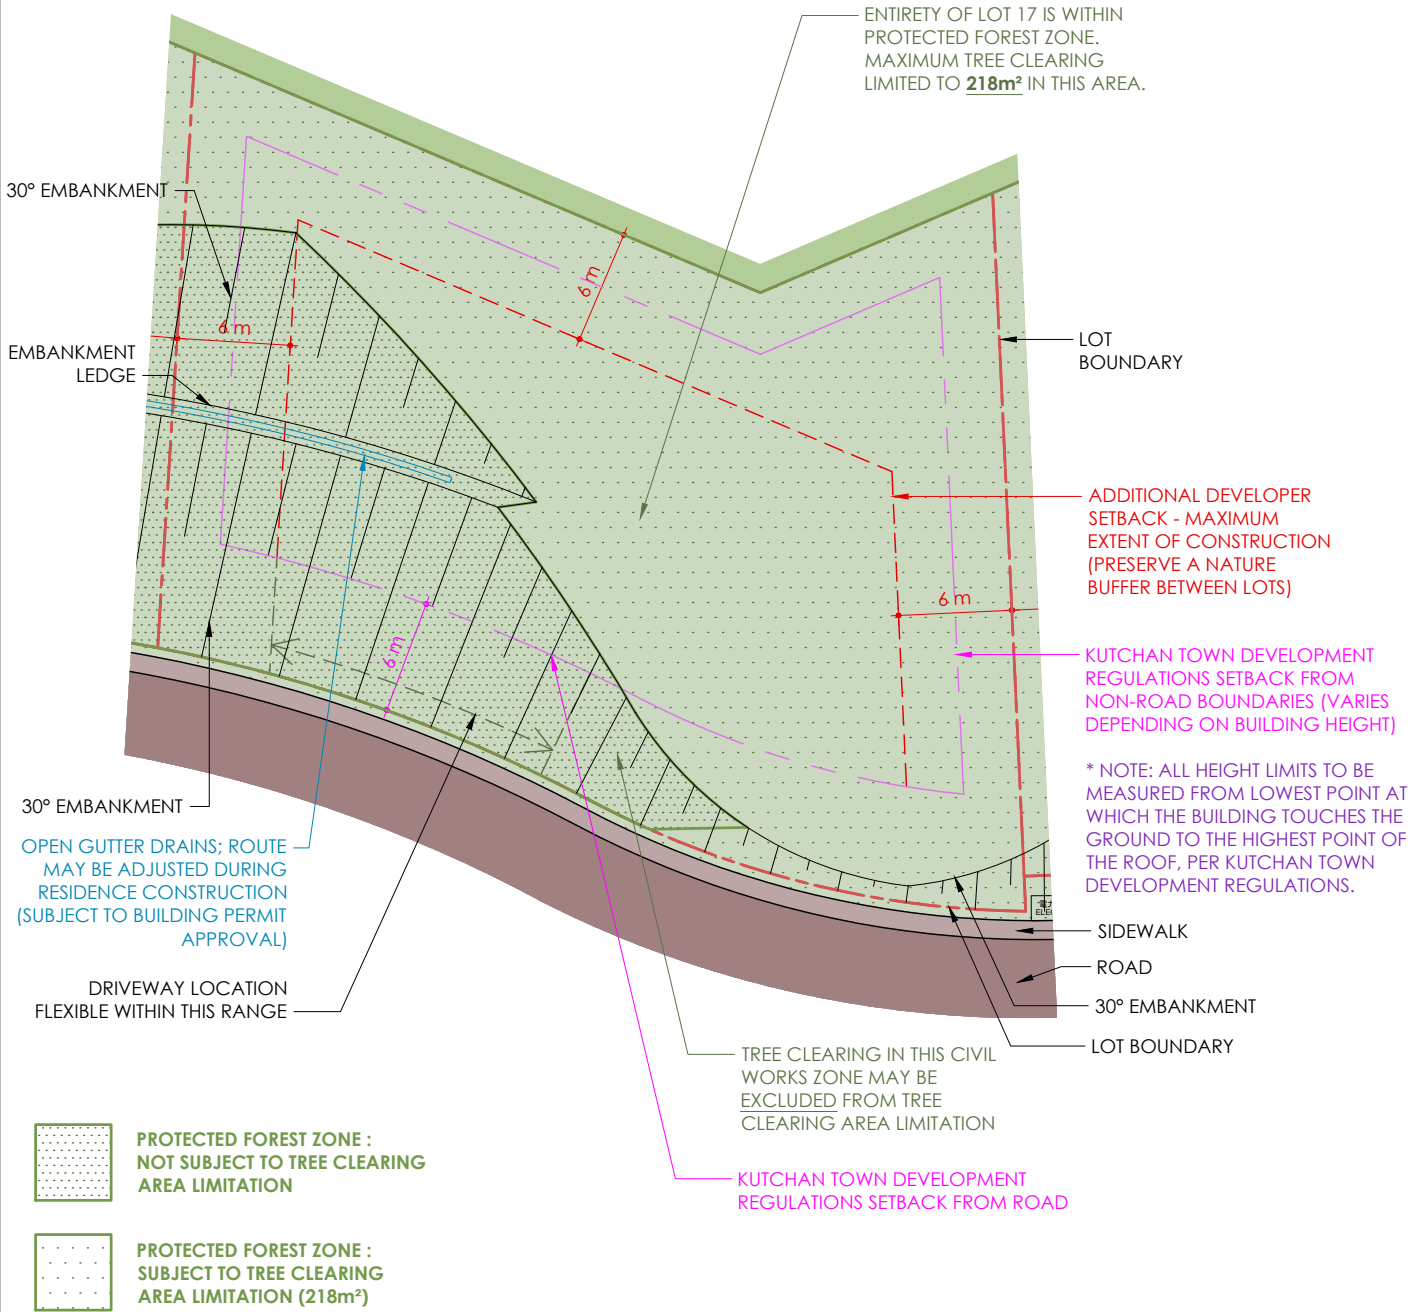 ENTIRETY OF LOT 17 IS WITHIN
PROTECTED FOREST ZONE.
MAXIMUM TREE CLEARING
LIMITED TO 218m² IN THIS AREA.
30° EMBANKMENT
6 m
6 m
EMBANKMENT
LEDGE
LOT
BOUNDARY
ADDITIONAL DEVELOPER
SETBACK - MAXIMUM
EXTENT OF CONSTRUCTION
(PRESERVE A NATURE
BUFFER BETWEEN LOTS)
6 m
6 m
KUTCHAN TOWN DEVELOPMENT
REGULATIONS SETBACK FROM
NON-ROAD BOUNDARIES (VARIES
DEPENDING ON BUILDING HEIGHT)
* NOTE: ALL HEIGHT LIMITS TO BE
MEASURED FROM LOWEST POINT AT
WHICH THE BUILDING TOUCHES THE
GROUND TO THE HIGHEST POINT OF
THE ROOF, PER KUTCHAN TOWN
DEVELOPMENT REGULATIONS.
30° EMBANKMENT
OPEN GUTTER DRAINS; ROUTE
MAY BE ADJUSTED DURING
RESIDENCE CONSTRUCTION
(SUBJECT TO BUILDING PERMIT
APPROVAL)
SIDEWALK
ROAD
DRIVEWAY LOCATION
FLEXIBLE WITHIN THIS RANGE
30° EMBANKMENT
LOT BOUNDARY
TREE CLEARING IN THIS CIVIL
WORKS ZONE MAY BE
EXCLUDED FROM TREE
CLEARING AREA LIMITATION
KUTCHAN TOWN DEVELOPMENT
REGULATIONS SETBACK FROM ROAD
PROTECTED FOREST ZONE :
NOT SUBJECT TO TREE CLEARING
AREA LIMITATION
PROTECTED FOREST ZONE :
SUBJECT TO TREE CLEARING
AREA LIMITATION (218m²)